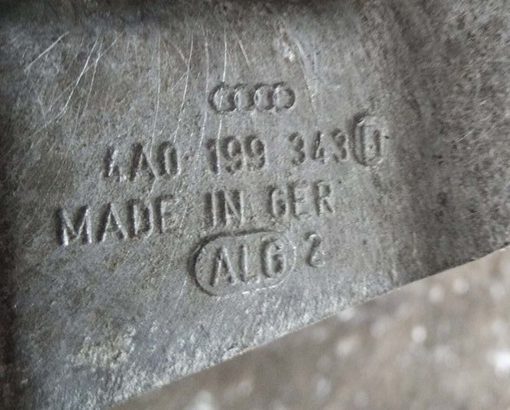 4A0 199 343 D
MADE IN GER
ALG 2